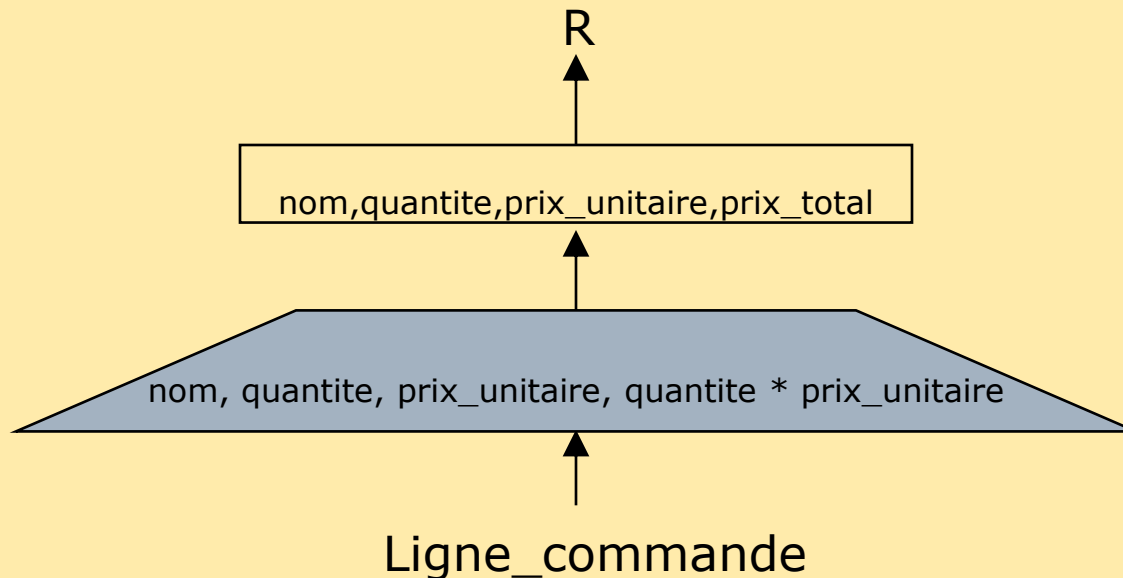 R
nom,quantite,prix_unitaire,prix_total
nom, quantite, prix_unitaire, quantite * prix_unitaire
Ligne_commande